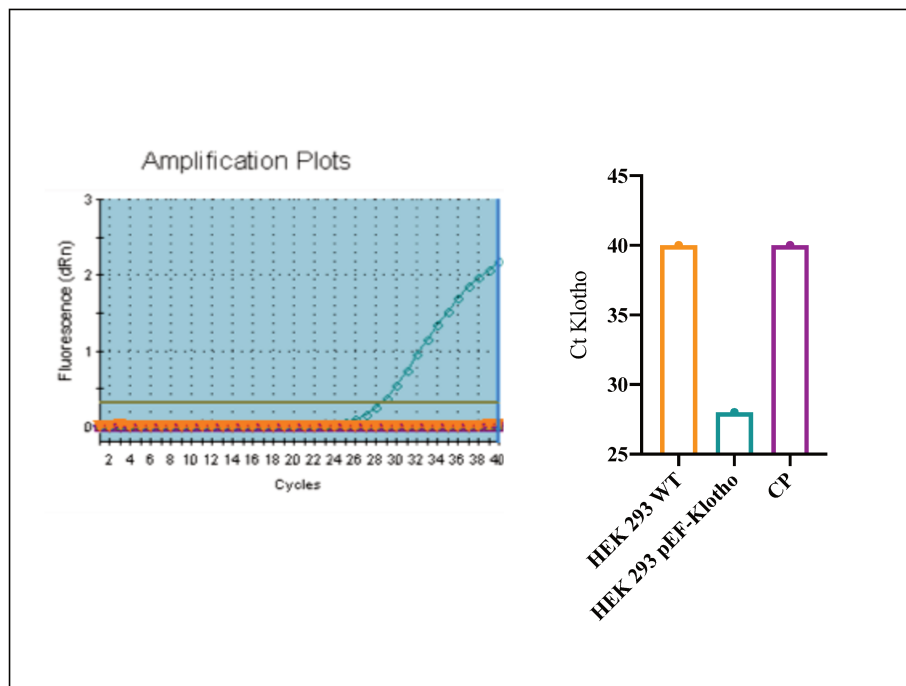 Amplification Plots
Fluorescence (dRn)
3
2
1
0
2 4 6 8 10 12 14 16 18 20 22 24 26 28 30 32 34 36 38 40
Cycles
Ct Klotho
45
40
35
30
25
HEK 293 WT
HEK 293 pEF-Klotho
CP